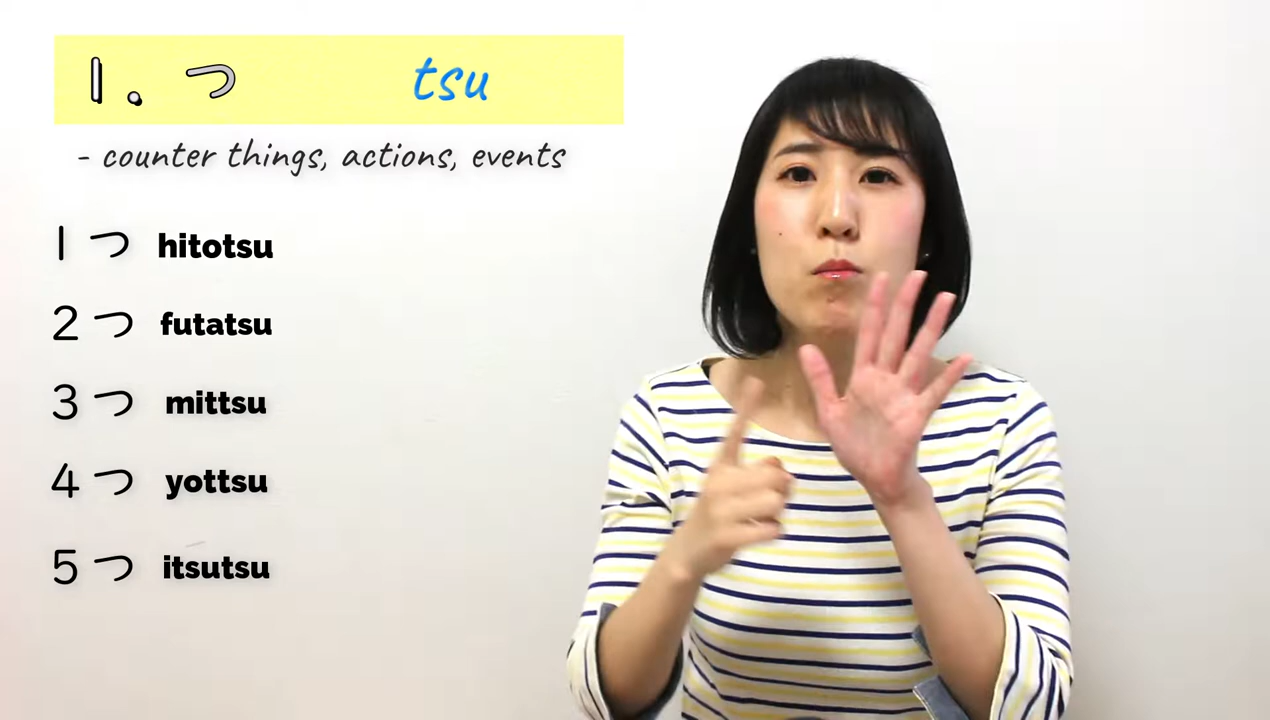 1. つ tsu
- counter things, actions, events
1つ hitotsu
2つ futatsu
3つ mittsu
4つ yottsu
5つ itsutsu